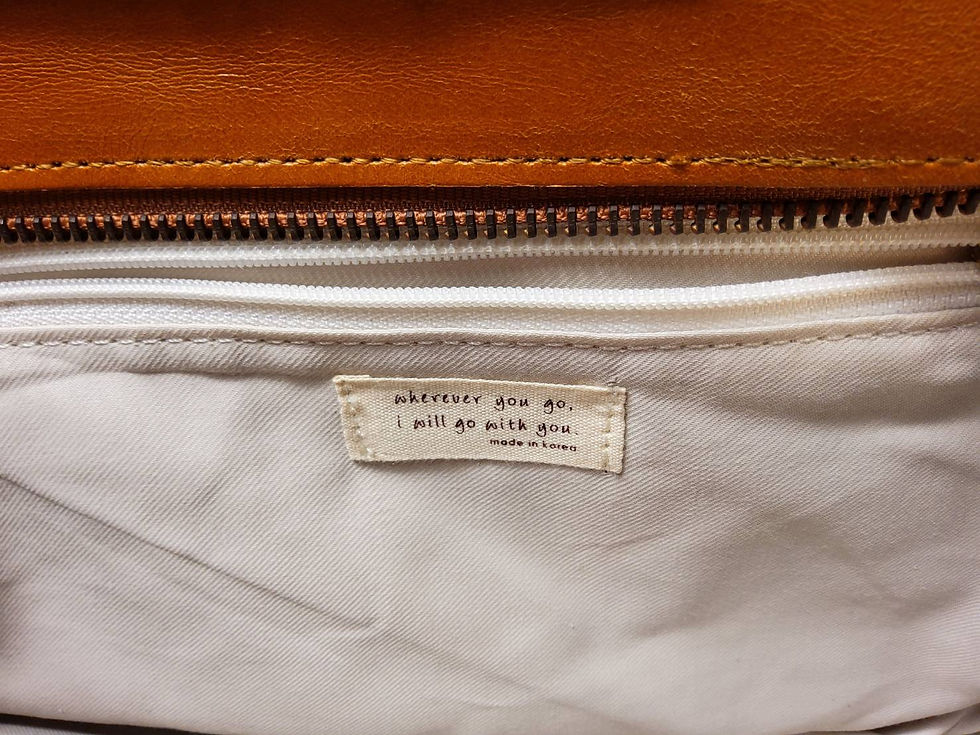 wherever you go,
i will go with you.
made in korea